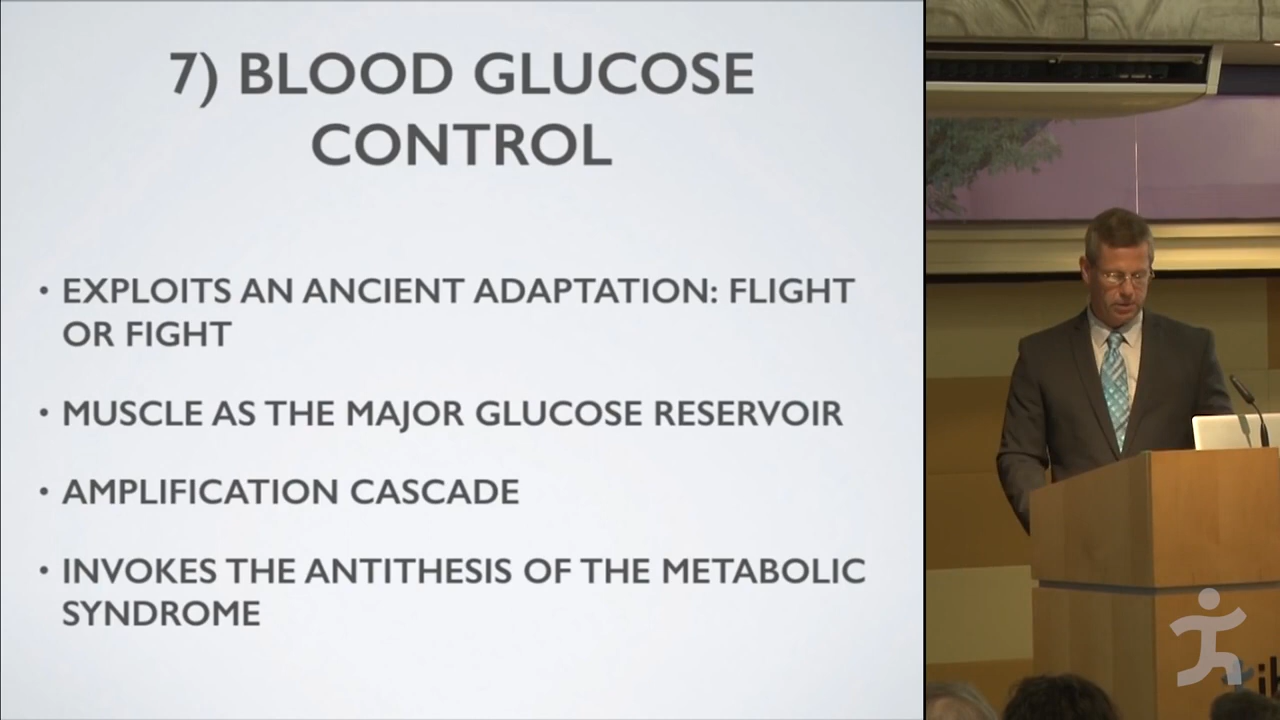 7) BLOOD GLUCOSE
CONTROL
• EXPLOITS AN ANCIENT ADAPTATION: FLIGHT
OR FIGHT
• MUSCLE AS THE MAJOR GLUCOSE RESERVOIR
• AMPLIFICATION CASCADE
• INVOKES THE ANTITHESIS OF THE METABOLIC
SYNDROME